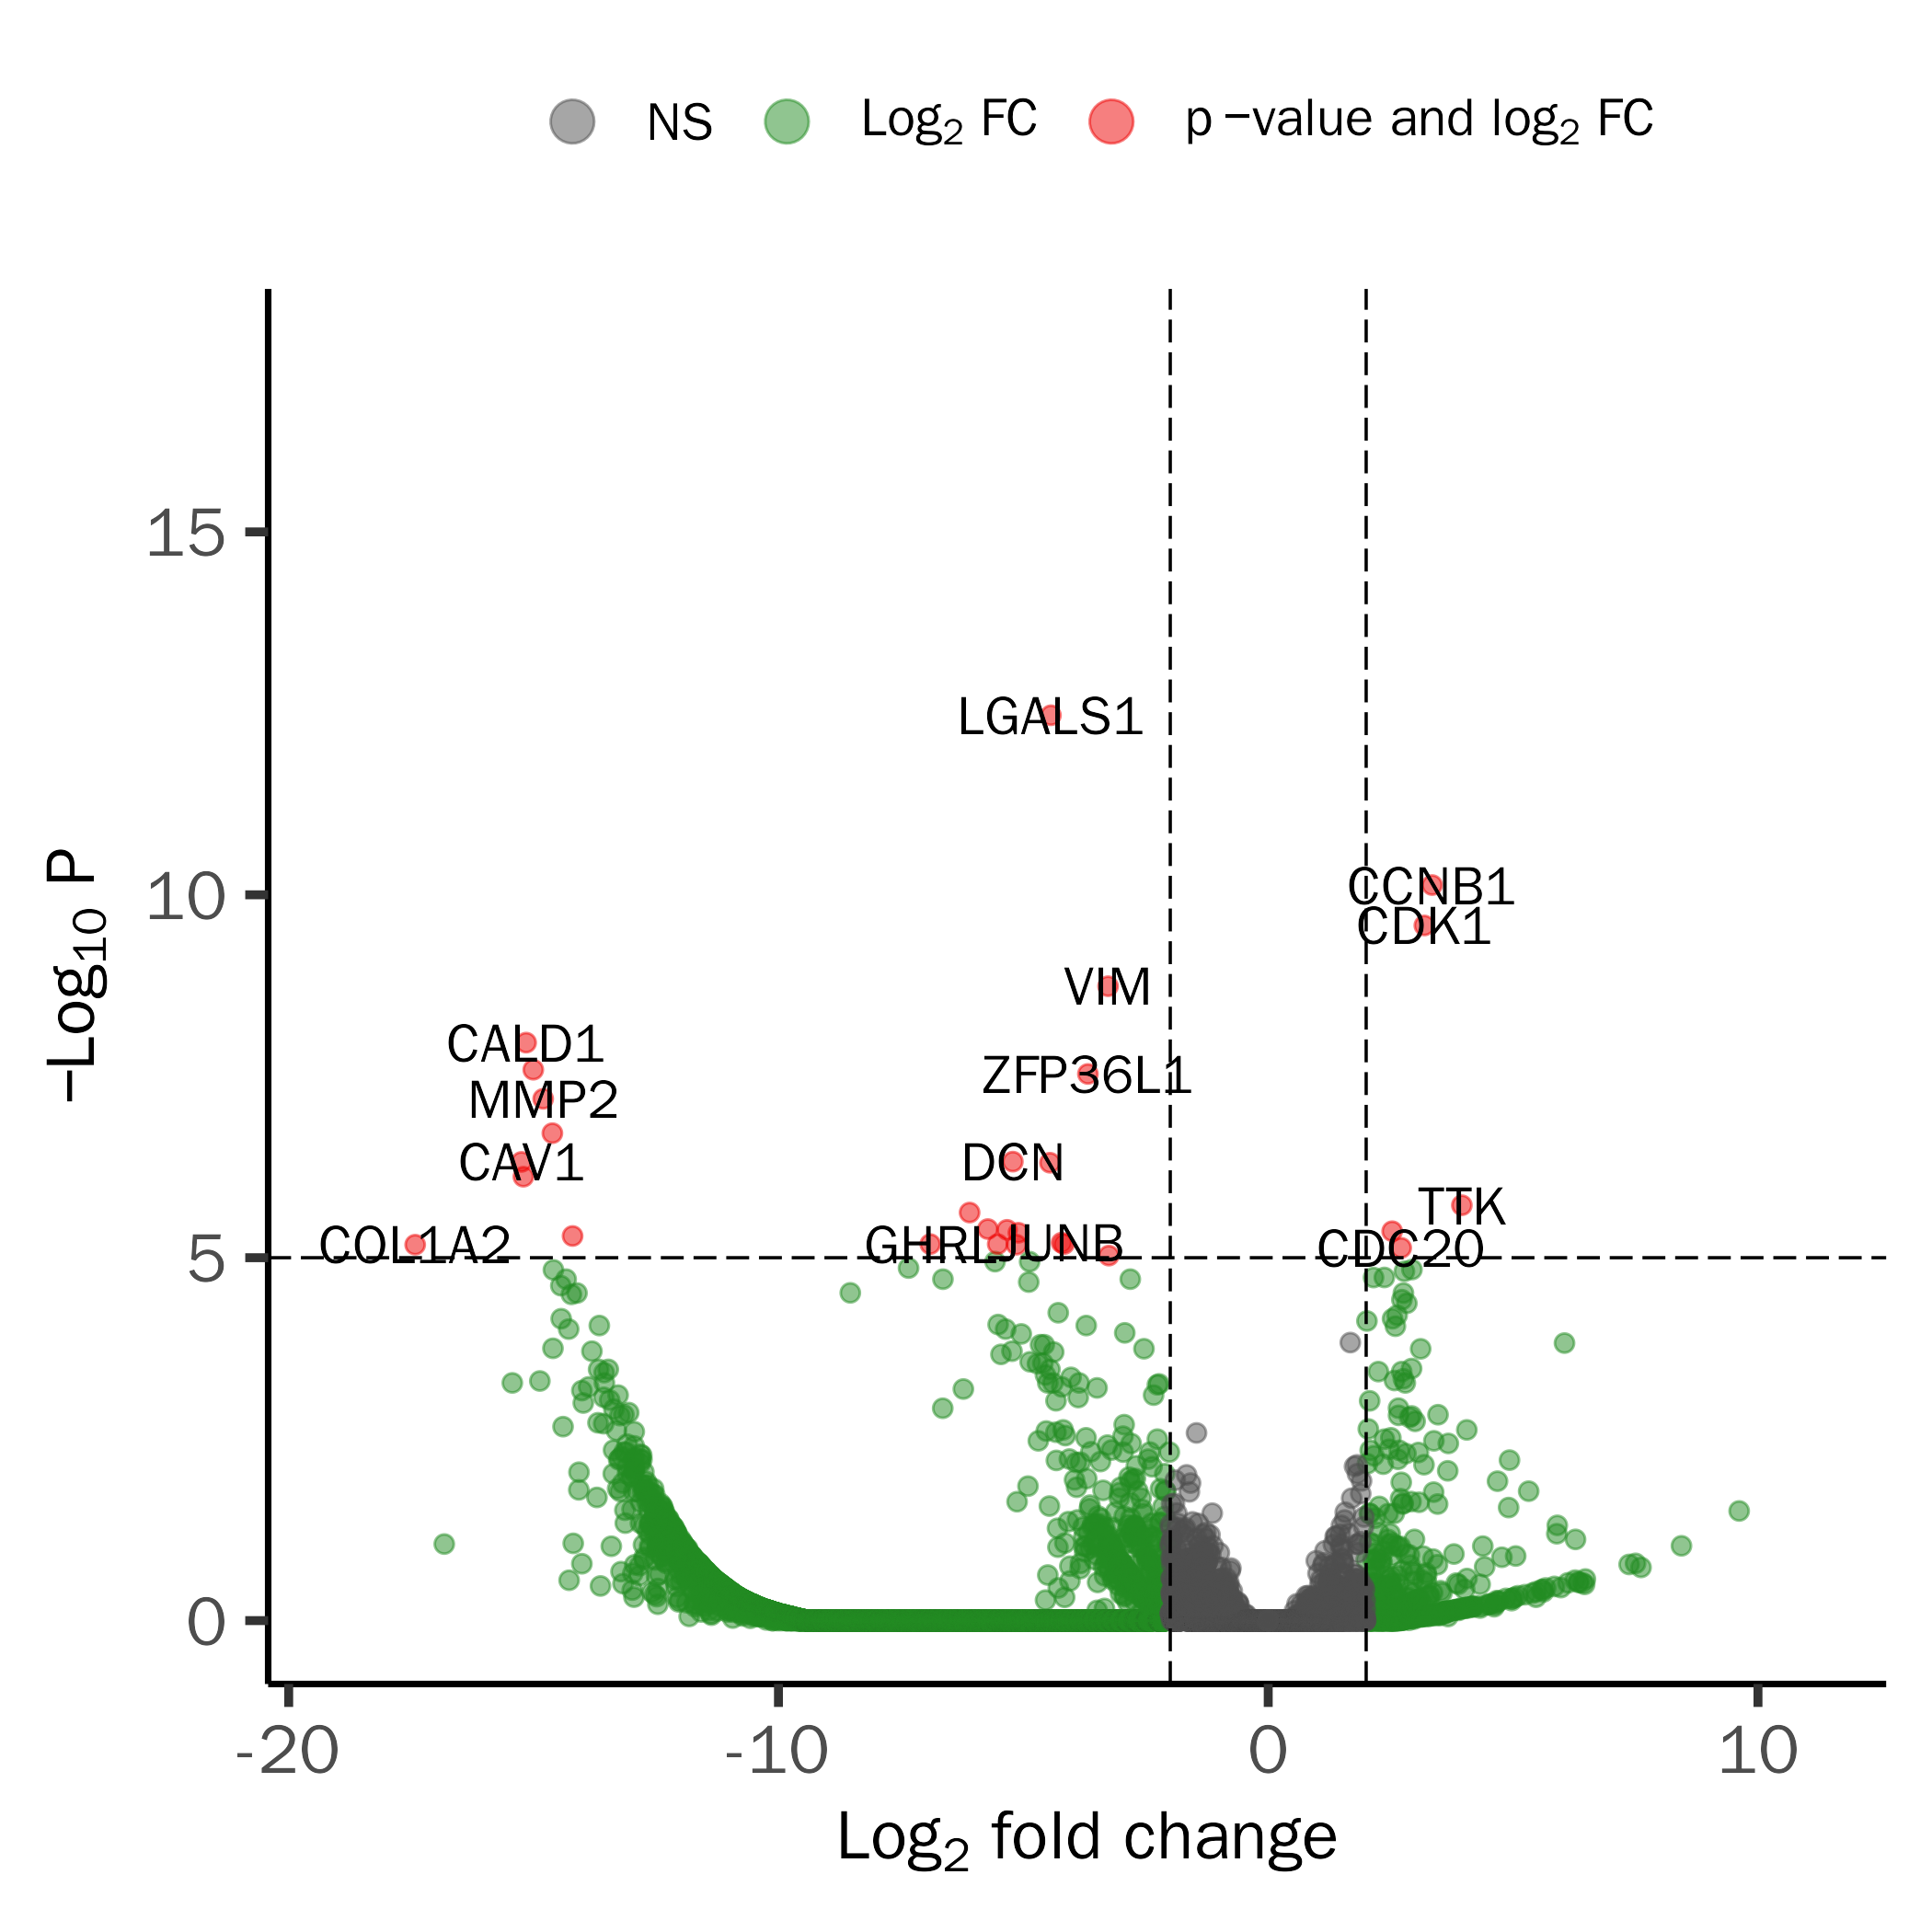 NS Log₂ FC p −value and log₂ FC
−Log₁₀ P
15
10
5
0
LGALS1
CCNB1
CDK1
VIM
CALD1
ZFP36L1
MMP2
CAV1
DCN
TTK
COL1A2
GHRL
JUNB
CDC20
-20 -10 0 10
Log₂ fold change